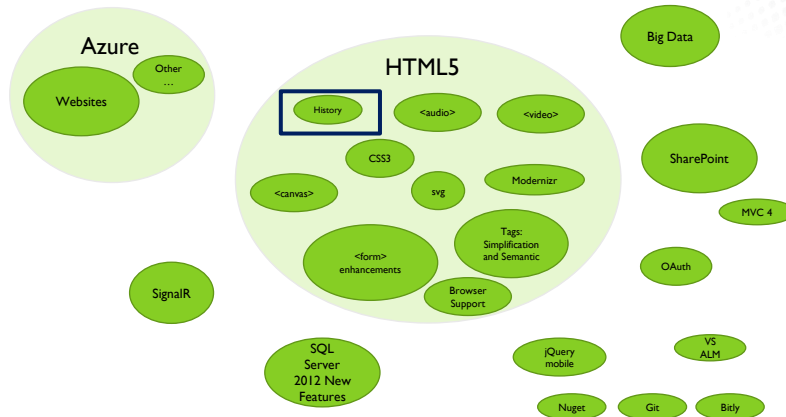 Azure
Other
...
Websites
HTML5
History
<audio>
<video>
CSS3
<canvas>
svg
Modernizr
<form>
enhancements
Tags:
Simplification
and Semantic
Browser
Support
Big Data
SharePoint
MVC 4
OAuth
SignalR
SQL
Server
2012 New
Features
jQuery
mobile
VS
ALM
Nuget
Git
Bitly